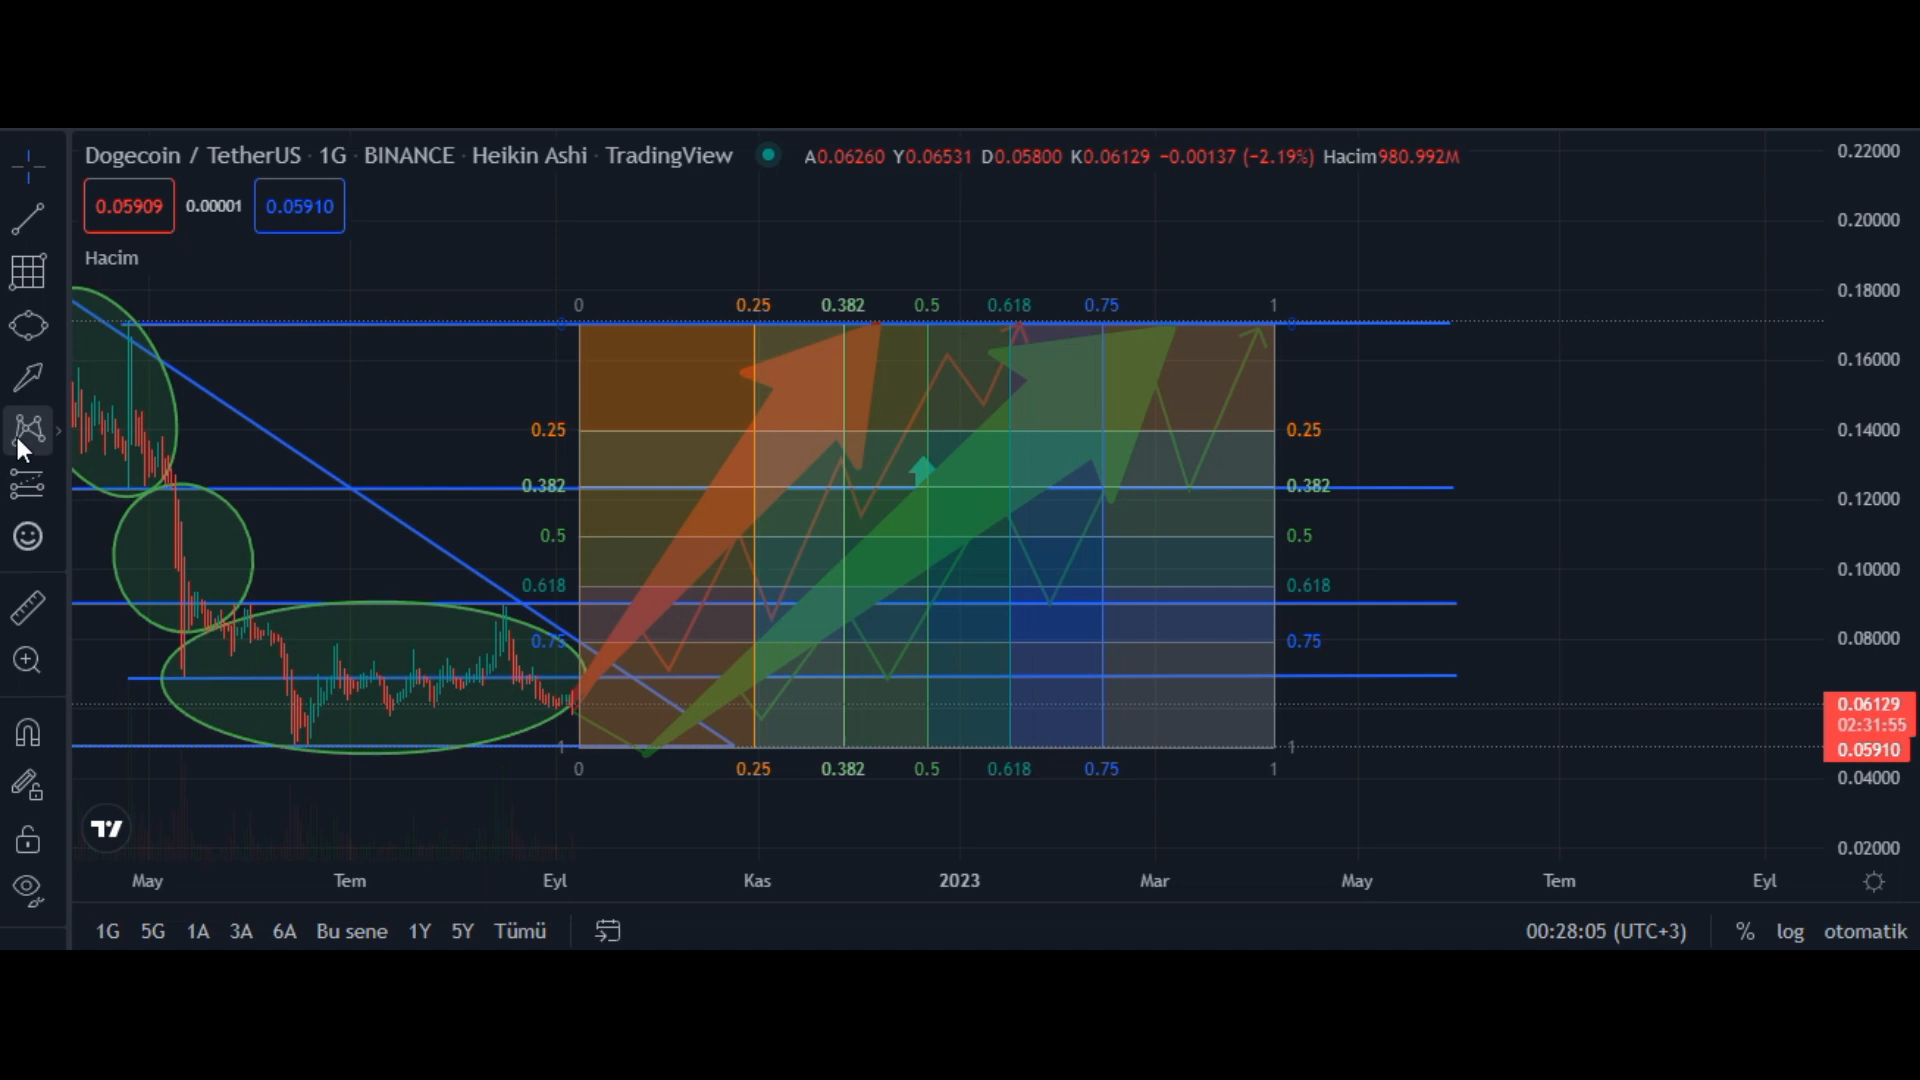 Dogecoin / TetherUS · 1G · BINANCE · Heikin Ashi · TradingView A0.06260 Y0.06531 D0.05800 K0.06129 −0.00137 (−2.19%) Hacim980.992M
0.05909 0.00001 0.05910
Hacim
0 0.25 0.382 0.5 0.618 0.75 1
0 0
0.25 0.25
0.382 0.382
0.5 0.5
0.618 0.618
0.75 0.75
1 1
0 0.25 0.382 0.5 0.618 0.75 1
0.22000
0.20000
0.18000
0.16000
0.14000
0.12000
0.10000
0.08000
0.06129
02:31:55
0.05910
0.04000
0.02000
May Tem Eyl Kas 2023 Mar May Tem Eyl
1G 5G 1A 3A 6A Bu sene 1Y 5Y Tümü 00:28:05 (UTC+3) % log otomatik